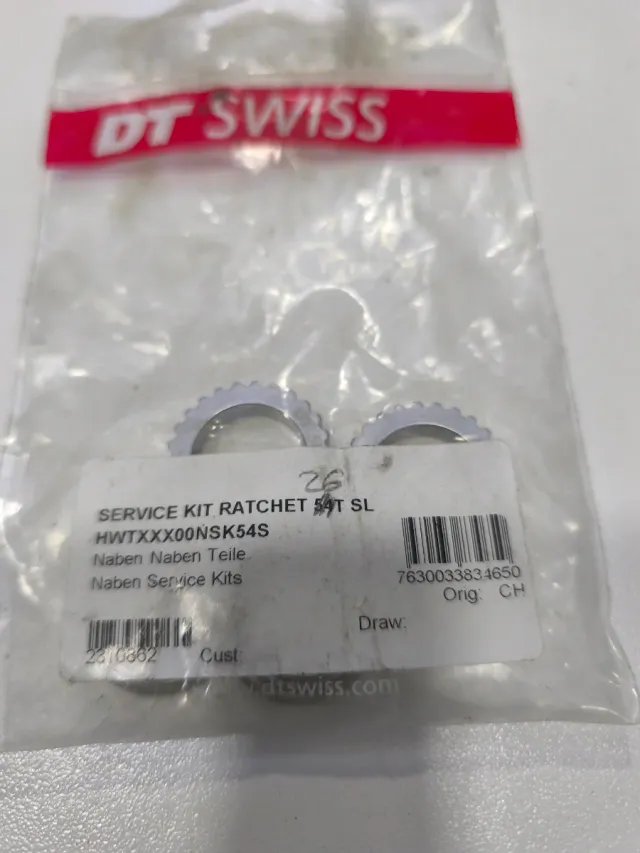 DT SWISS
26
SERVICE KIT RATCHET 54T SL
HWTXXX00NSK54S
Naben Naben Teile
Naben Service Kits
7630033834650
Orig: CH
Draw:
Cust:
www.dtswiss.com